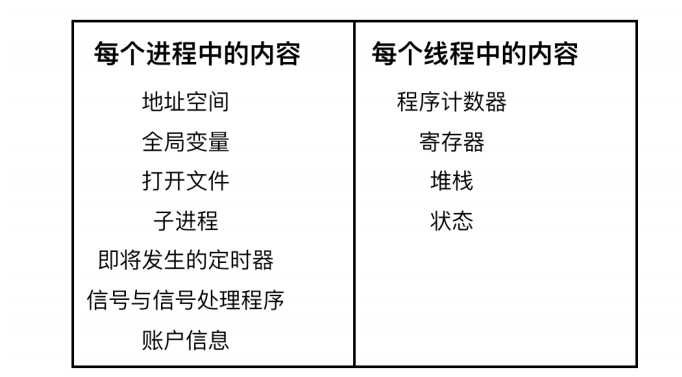 每个进程中的内容
地址空间
全局变量
打开文件
子进程
即将发生的定时器
信号与信号处理程序
账户信息
每个线程中的内容
程序计数器
寄存器
堆栈
状态